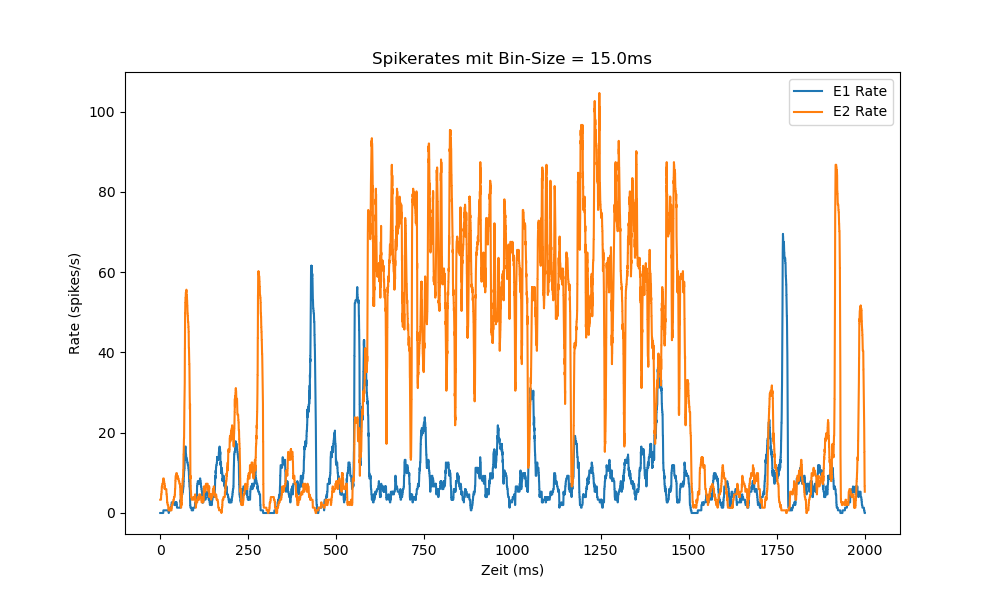 Spikerates mit Bin-Size = 15.0ms
E1 Rate
E2 Rate
100
80
60
40
20
0
Rate (spikes/s)
0 250 500 750 1000 1250 1500 1750 2000
Zeit (ms)